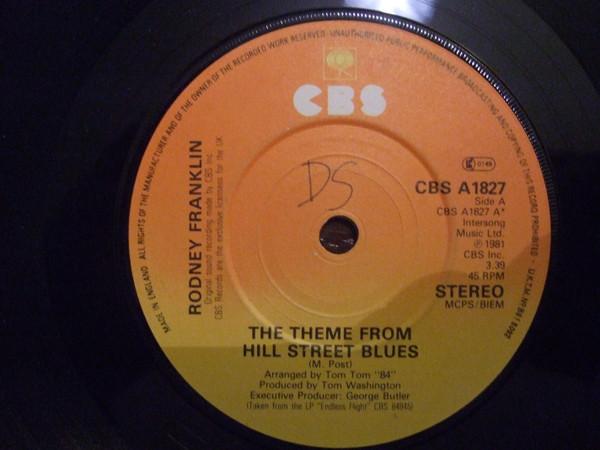 MADE IN ENGLAND. ALL RIGHTS OF THE MANUFACTURER AND OF THE OWNER OF THE RECORDED WORK RESERVED. UNAUTHORISED PUBLIC PERFORMANCE BROADCASTING AND COPYING OF THIS RECORD PROHIBITED - U.K.T.M. No
CBS
DS
RODNEY FRANKLIN
Original sound recordings made by CBS Inc.
CBS Records are the exclusive licensees for the UK
0149
CBS A1827
Side A
CBS A1827 A*
Intersong
Music Ltd.
℗ 1981
CBS Inc.
3.39
45 RPM
STEREO
MCPS/BIEM
THE THEME FROM
HILL STREET BLUES
(M. Post)
Arranged by Tom Tom "84"
Produced by Tom Washington
Executive Producer: George Butler
(Taken from the LP "Endless Flight" CBS 84845)